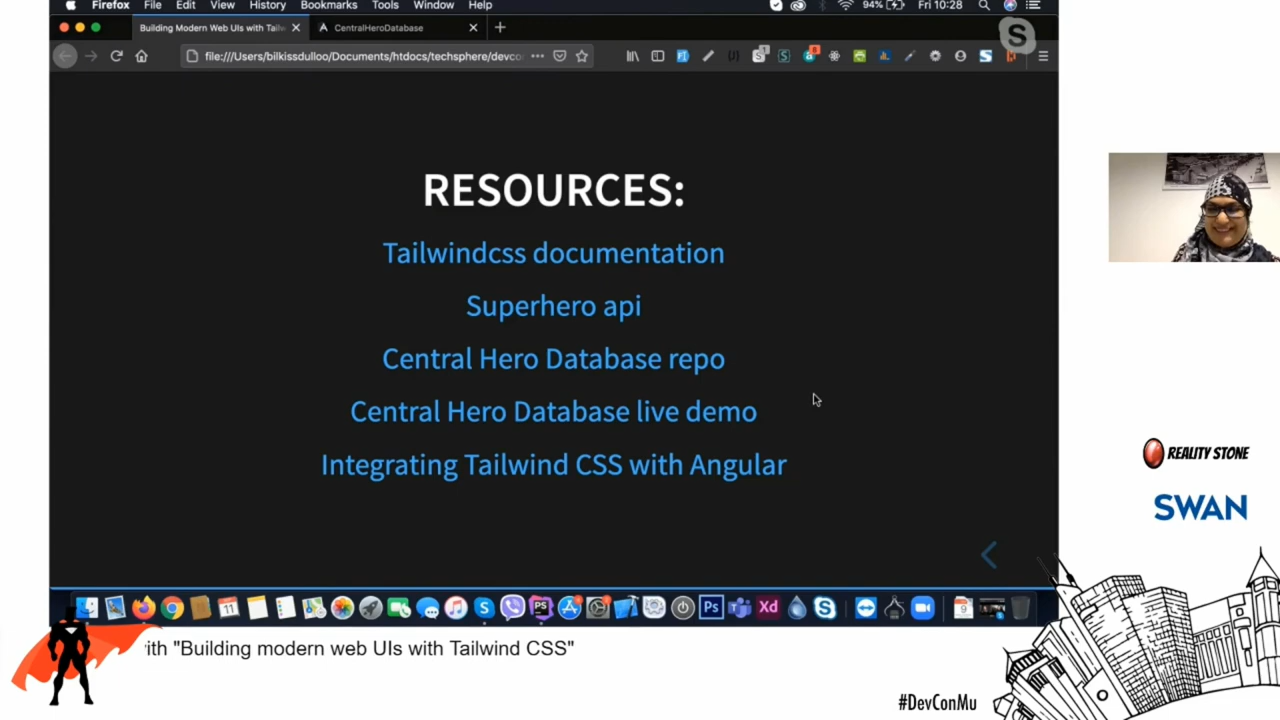 Firefox File Edit View History Bookmarks Tools Window Help
94% Fri 10:28
Building Modern Web UIs with Tailw
CentralHeroDatabase
file:///Users/bilkissdulloo/Documents/htdocs/techsphere/devco
RESOURCES:
Tailwindcss documentation
Superhero api
Central Hero Database repo
Central Hero Database live demo
Integrating Tailwind CSS with Angular
REALITY STONE
SWAN
ith "Building modern web UIs with Tailwind CSS"
#DevConMu